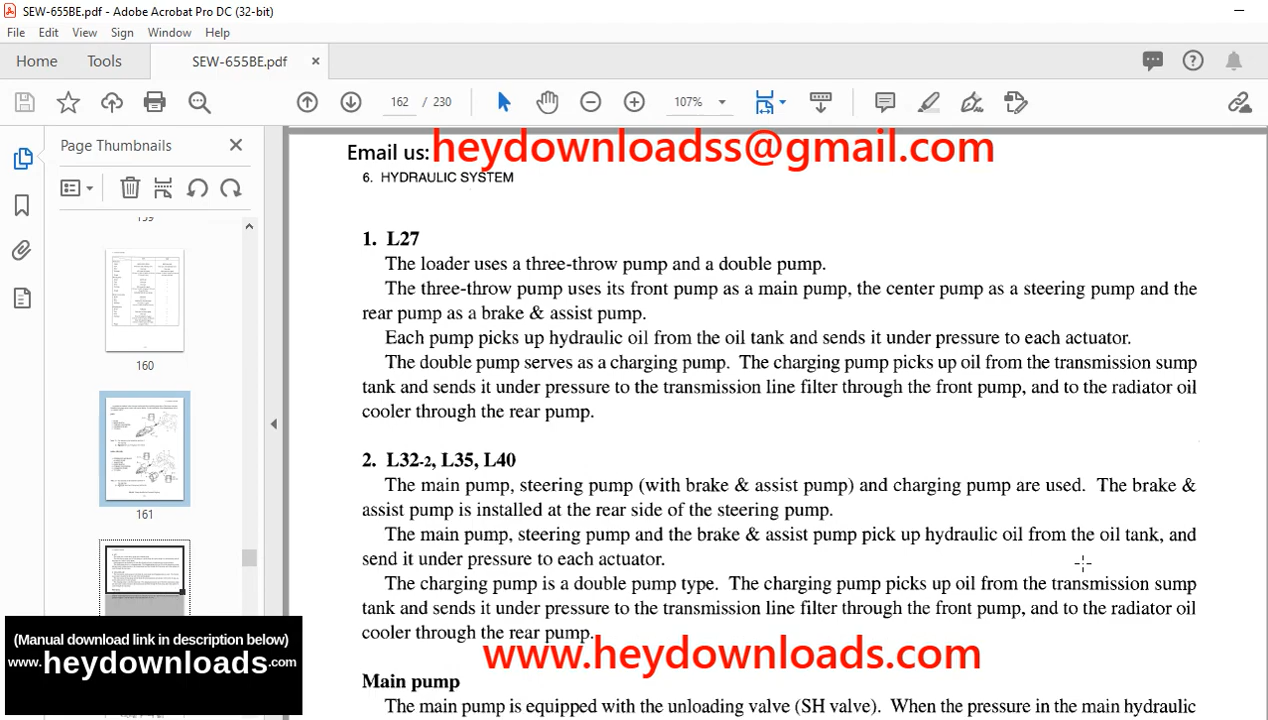 SEW-655BE.pdf - Adobe Acrobat Pro DC (32-bit)
File Edit View Sign Window Help
Home Tools SEW-655BE.pdf ×
162 / 230 107%
Page Thumbnails
159
160
161
Email us: heydownloadss@gmail.com
6. HYDRAULIC SYSTEM
1. L27
The loader uses a three-throw pump and a double pump.
The three-throw pump uses its front pump as a main pump, the center pump as a steering pump and the
rear pump as a brake & assist pump.
Each pump picks up hydraulic oil from the oil tank and sends it under pressure to each actuator.
The double pump serves as a charging pump. The charging pump picks up oil from the transmission sump
tank and sends it under pressure to the transmission line filter through the front pump, and to the radiator oil
cooler through the rear pump.
2. L32-2, L35, L40
The main pump, steering pump (with brake & assist pump) and charging pump are used. The brake &
assist pump is installed at the rear side of the steering pump.
The main pump, steering pump and the brake & assist pump pick up hydraulic oil from the oil tank, and
send it under pressure to each actuator.
The charging pump is a double pump type. The charging pump picks up oil from the transmission sump
tank and sends it under pressure to the transmission line filter through the front pump, and to the radiator oil
cooler through the rear pump.
www.heydownloads.com
Main pump
The main pump is equipped with the unloading valve (SH valve). When the pressure in the main hydraulic
(Manual download link in description below)
www.heydownloads.com